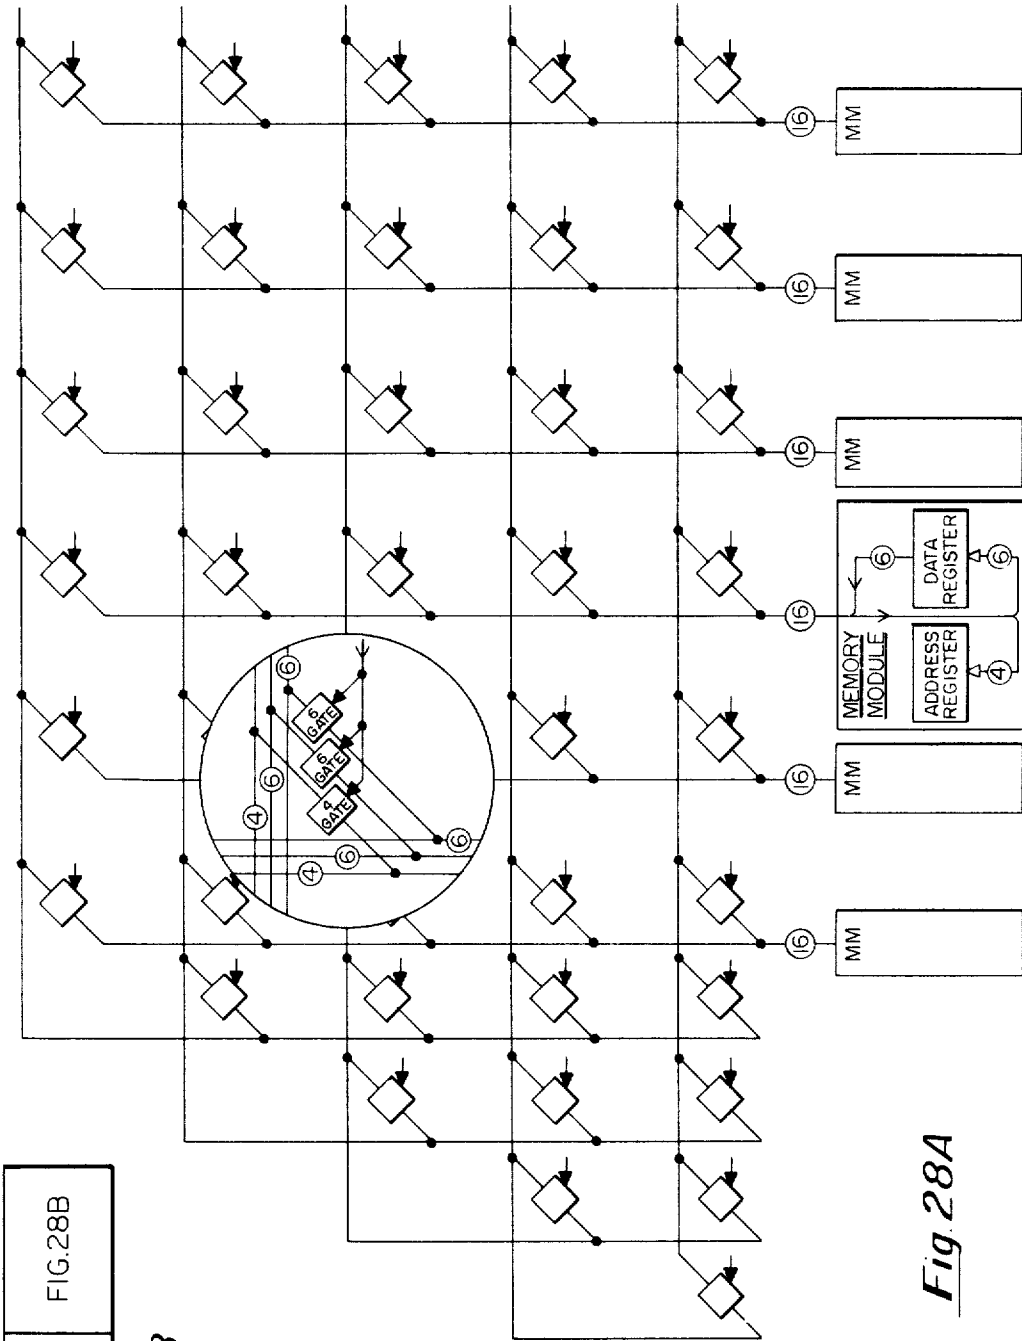 FIG.28B
8
Fig. 28A
4
6
6
4
6
6
4
GATE
6
GATE
6
GATE
16
16
16
16
16
16
MM
MM
MEMORY
MODULE
ADDRESS
REGISTER
DATA
REGISTER
4
6
6
MM
MM
MM